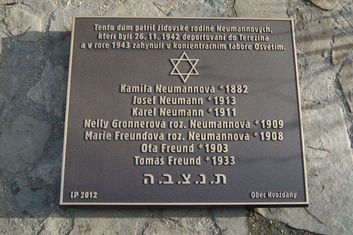 Tento dům patřil židovské rodině Neumannových,
kteří byli 26. 11. 1942 deportováni do Terezína
a v roce 1943 zahynuli v koncentračním táboře Osvětim.
Kamila Neumannová *1882
Josef Neumann *1913
Karel Neumann *1911
Nelly Gronnerová roz. Neumannová *1909
Marie Freundová roz. Neumannová *1908
Ota Freund *1903
Tomáš Freund *1933
ת. נ. צ. ב. ה
LP 2012
Obec Hvozdany